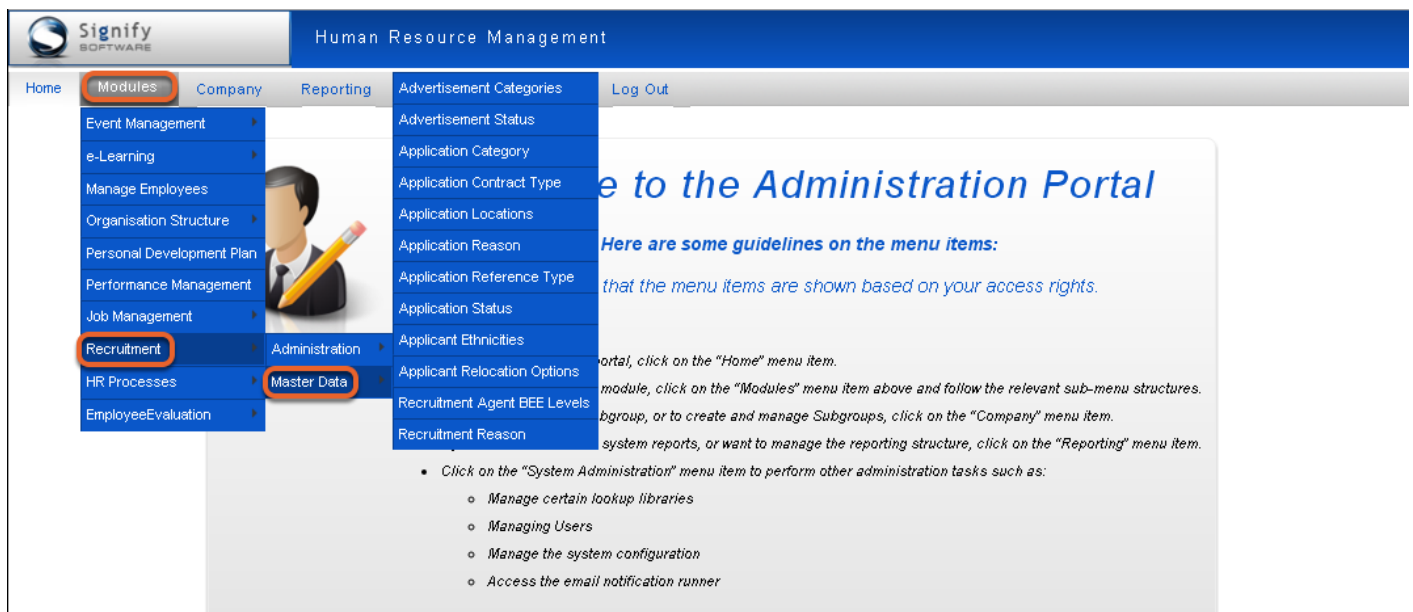 Signify
SOFTWARE
Human Resource Management
Home
Modules
Company
Reporting
Log Out
Event Management
e-Learning
Manage Employees
Organisation Structure
Personal Development Plan
Performance Management
Job Management
Recruitment
HR Processes
EmployeeEvaluation
Administration
Master Data
Advertisement Categories
Advertisement Status
Application Category
Application Contract Type
Application Locations
Application Reason
Application Reference Type
Application Status
Applicant Ethnicities
Applicant Relocation Options
Recruitment Agent BEE Levels
Recruitment Reason
e to the Administration Portal
Here are some guidelines on the menu items:
that the menu items are shown based on your access rights.
ortal, click on the "Home" menu item.
module, click on the "Modules" menu item above and follow the relevant sub-menu structures.
bgroup, or to create and manage Subgroups, click on the "Company" menu item.
system reports, or want to manage the reporting structure, click on the "Reporting" menu item.
• Click on the "System Administration" menu item to perform other administration tasks such as:
o Manage certain lookup libraries
o Managing Users
o Manage the system configuration
o Access the email notification runner